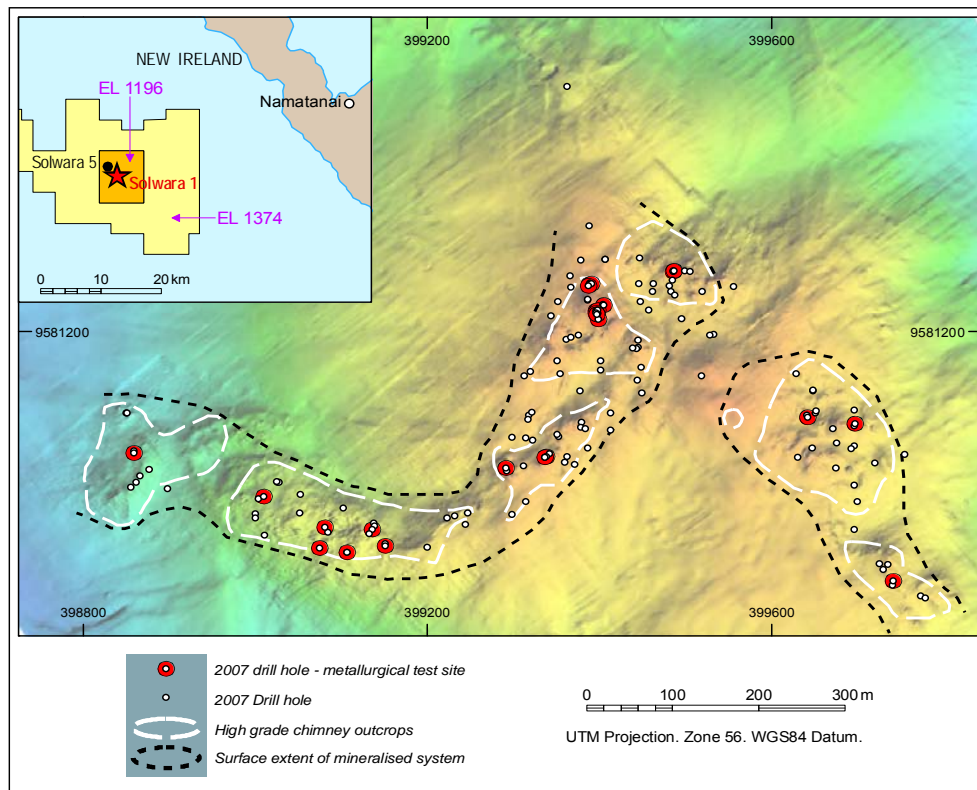 399200
399600
NEW IRELAND
EL 1196
Namatanai
Solwara 5
Solwara 1
EL 1374
0 10 20 km
9581200
9581200
398800
399200
399600
2007 drill hole - metallurgical test site
2007 Drill hole
High grade chimney outcrops
Surface extent of mineralised system
0 100 200 300 m
UTM Projection. Zone 56. WGS84 Datum.